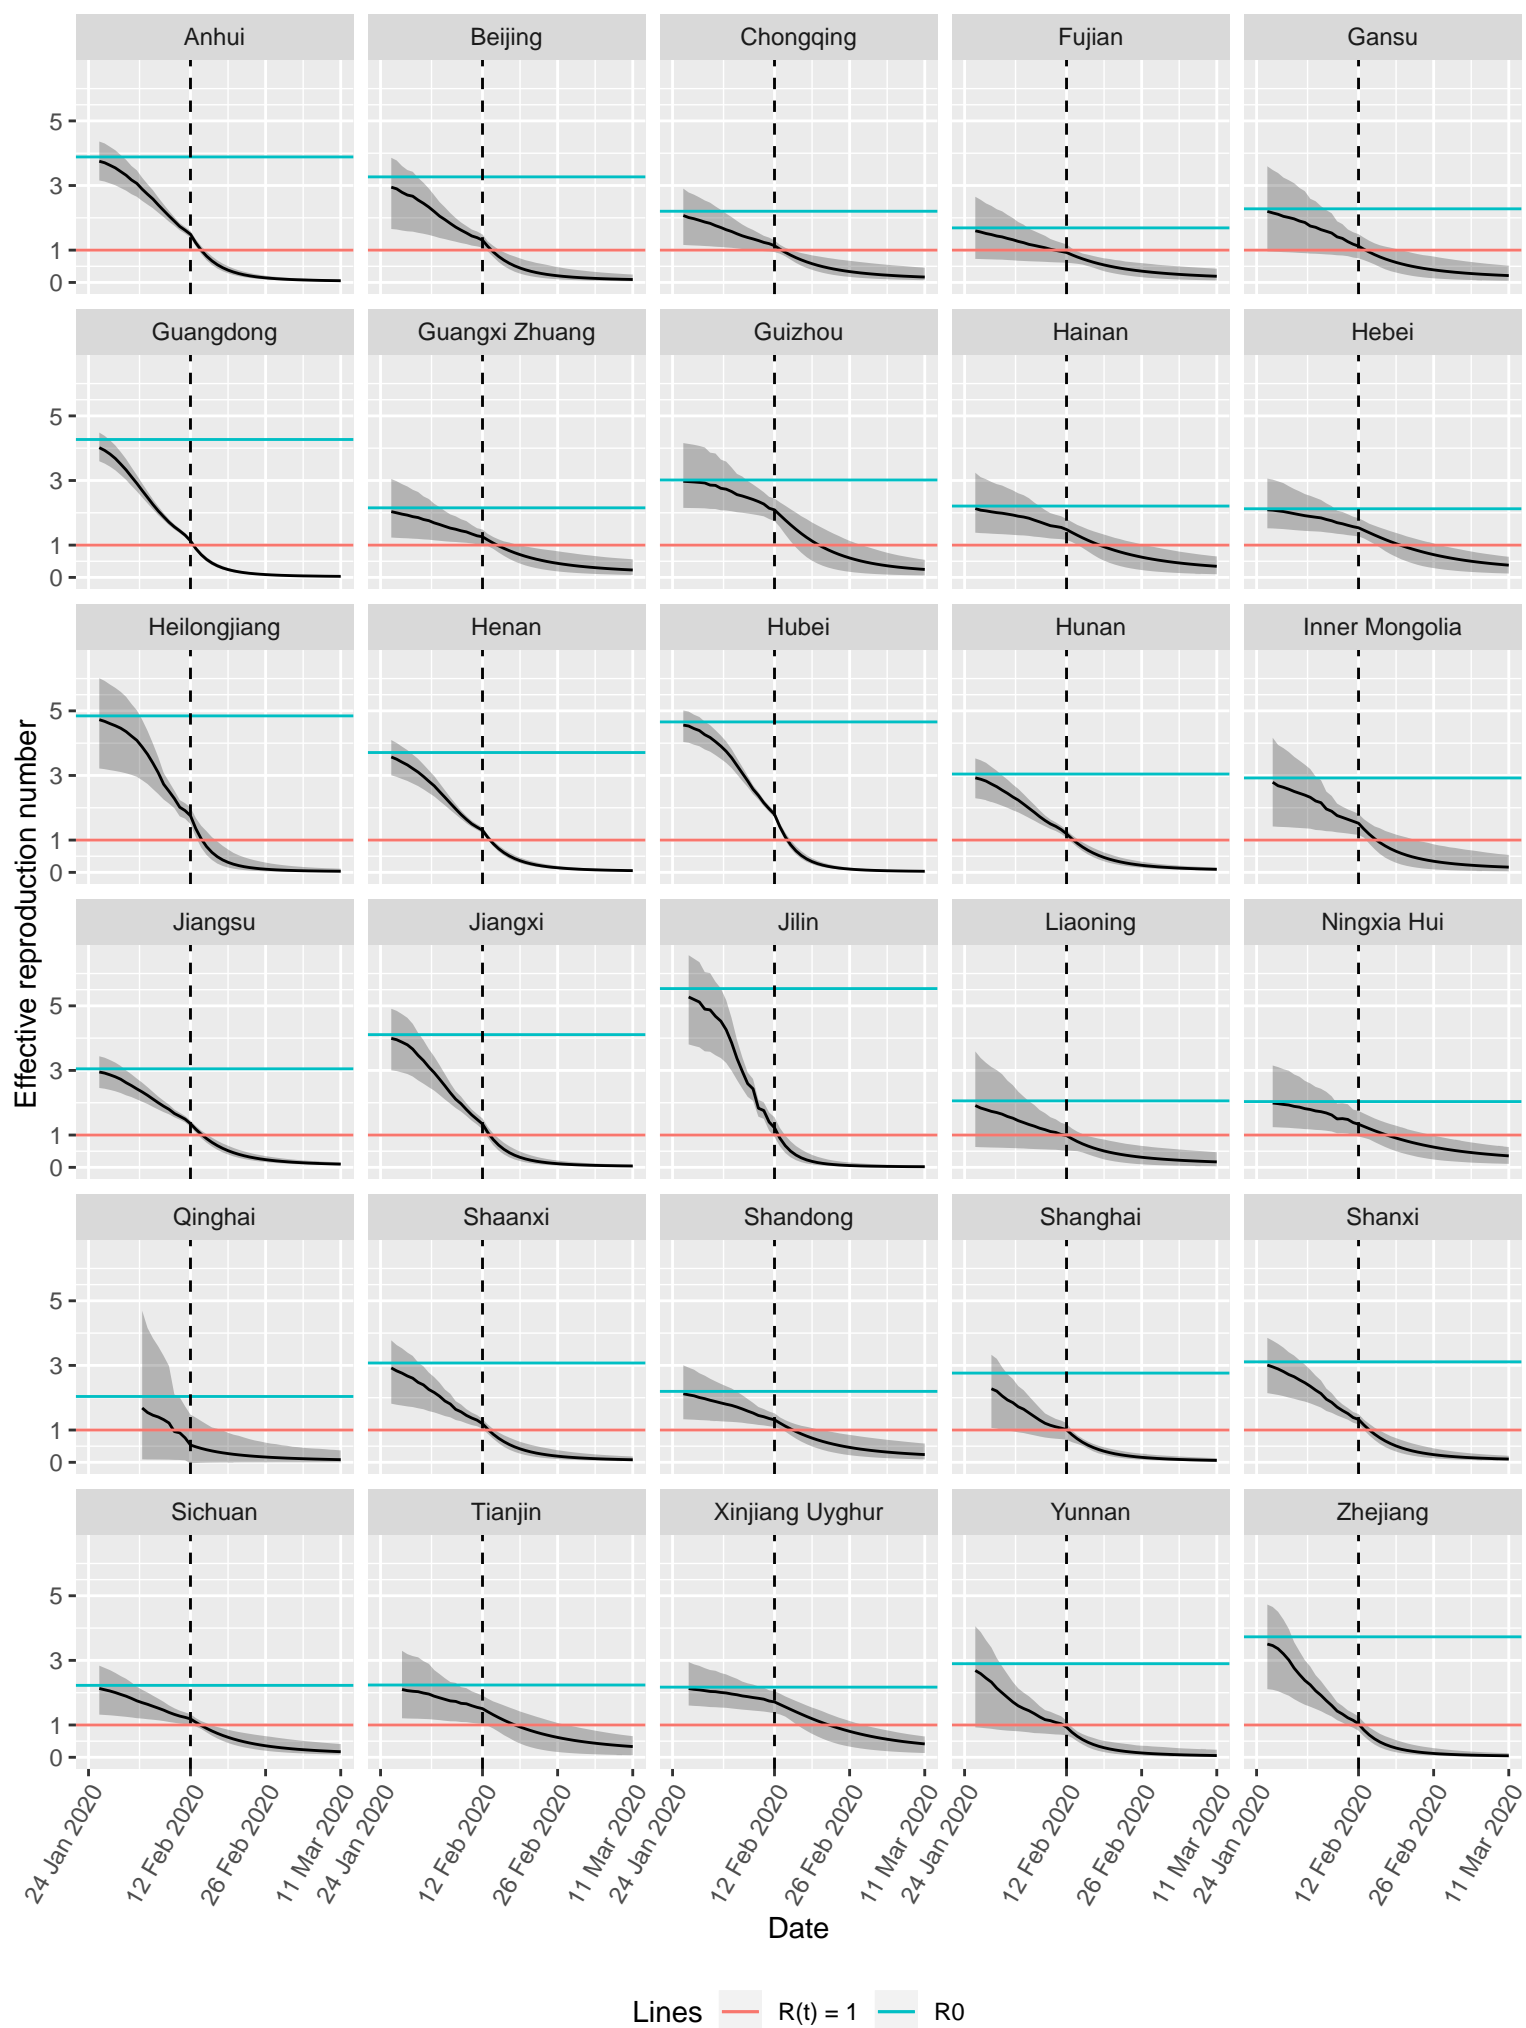 Anhui Beijing Chongqing Fujian Gansu
5
3
1
0
Guangdong Guangxi Zhuang Guizhou Hainan Hebei
5
3
1
0
Heilongjiang Henan Hubei Hunan Inner Mongolia
5
3
1
0
Effective reproduction number
Jiangsu Jiangxi Jilin Liaoning Ningxia Hui
5
3
1
0
Qinghai Shaanxi Shandong Shanghai Shanxi
5
3
1
0
Sichuan Tianjin Xinjiang Uyghur Yunnan Zhejiang
5
3
1
0
24 Jan 2020 12 Feb 2020 26 Feb 2020 11 Mar 2020 24 Jan 2020 12 Feb 2020 26 Feb 2020 11 Mar 2020 24 Jan 2020 12 Feb 2020 26 Feb 2020 11 Mar 2020 24 Jan 2020 12 Feb 2020 26 Feb 2020 11 Mar 2020 24 Jan 2020 12 Feb 2020 26 Feb 2020 11 Mar 2020
Date
Lines R(t) = 1 R0